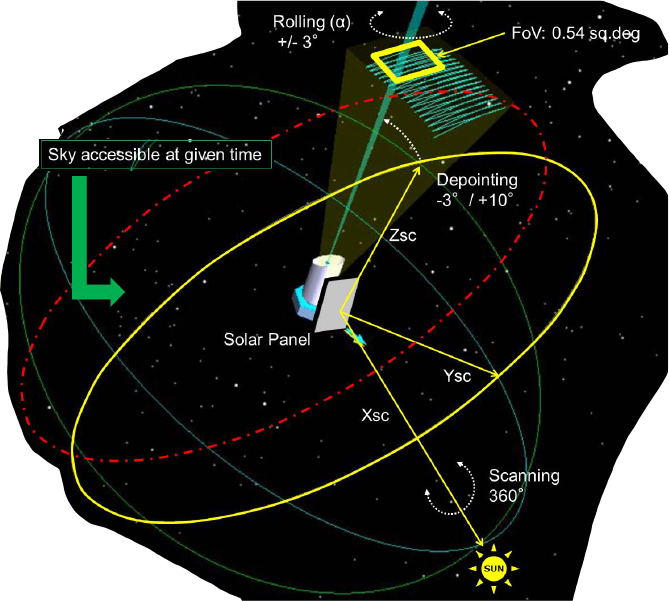 Rolling (α)
+/- 3°
FoV: 0.54 sq.deg
Sky accessible at given time
Depointing
-3° / +10°
Zsc
Solar Panel
Ysc
Xsc
Scanning
360°
SUN